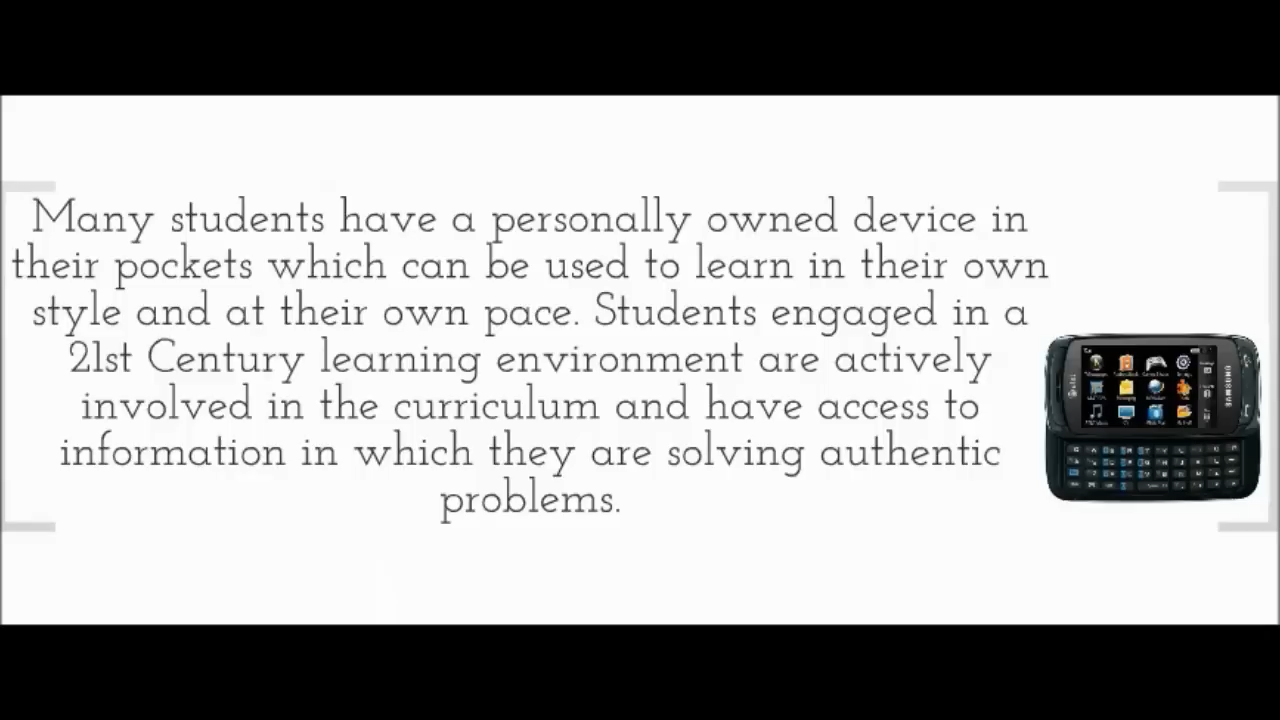 Many students have a personally owned device in
their pockets which can be used to learn in their own
style and at their own pace. Students engaged in a
21st Century learning environment are actively
involved in the curriculum and have access to
information in which they are solving authentic
problems.
SAMSUNG